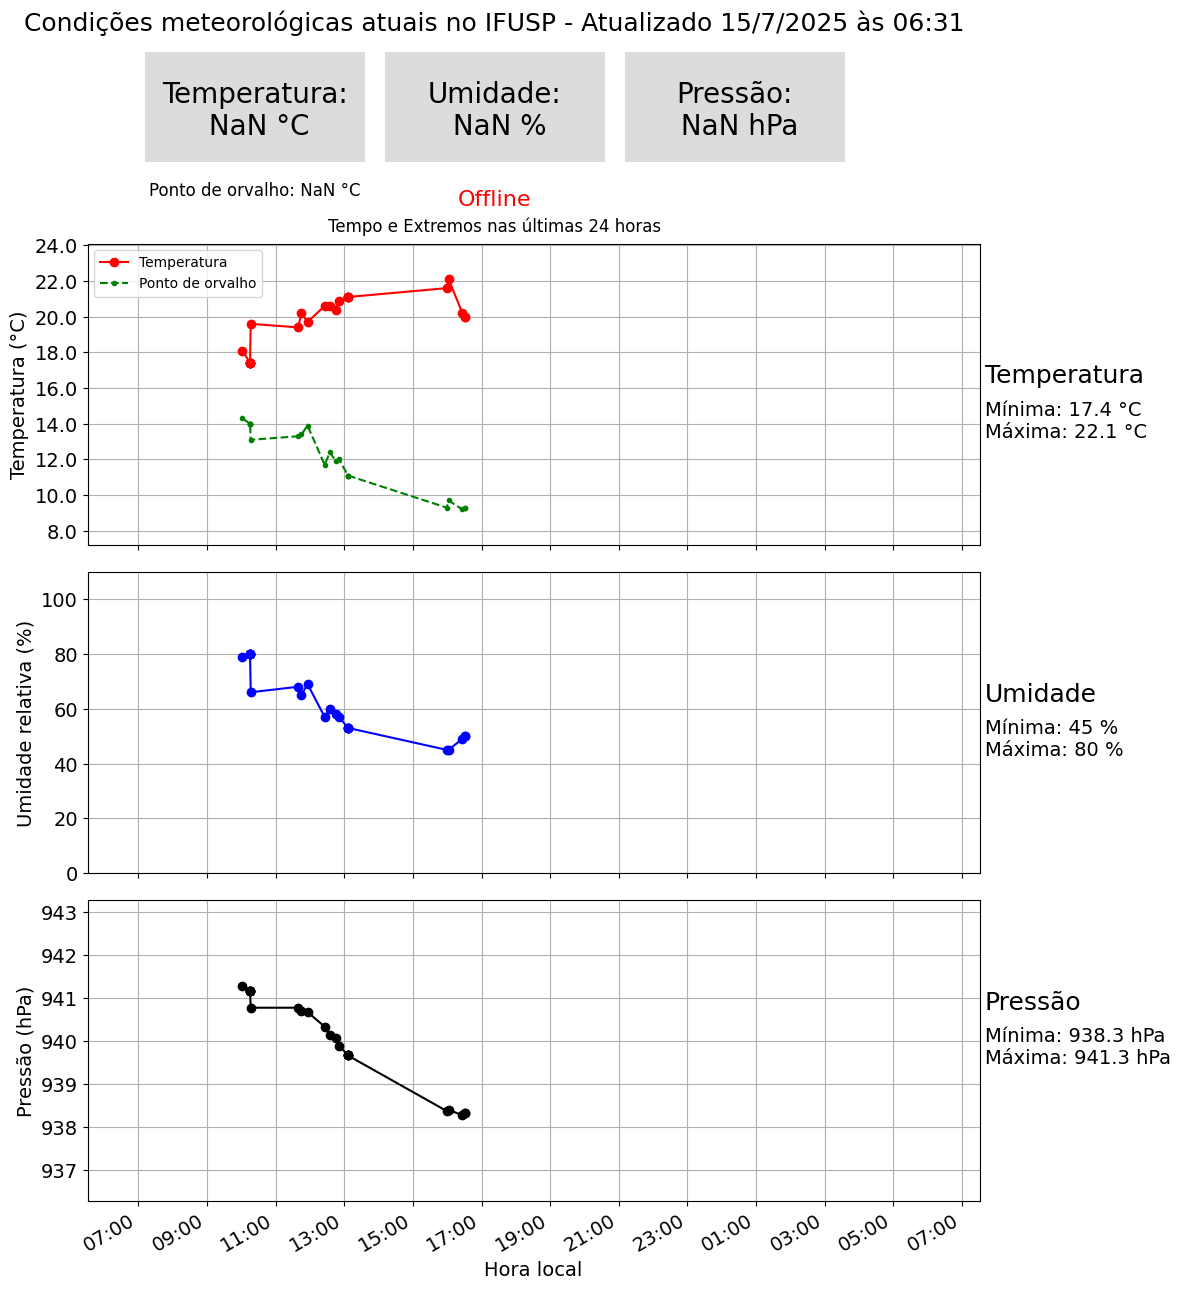 Condições meteorológicas atuais no IFUSP - Atualizado 15/7/2025 às 06:31
Temperatura:
NaN °C
Umidade:
NaN %
Pressão:
NaN hPa
Ponto de orvalho: NaN °C
Offline
Tempo e Extremos nas últimas 24 horas
Temperatura (°C)
24.0
22.0
20.0
18.0
16.0
14.0
12.0
10.0
8.0
Temperatura
Ponto de orvalho
Temperatura
Mínima: 17.4 °C
Máxima: 22.1 °C
Umidade relativa (%)
100
80
60
40
20
0
Umidade
Mínima: 45 %
Máxima: 80 %
Pressão (hPa)
943
942
941
940
939
938
937
Pressão
Mínima: 938.3 hPa
Máxima: 941.3 hPa
07:00 09:00 11:00 13:00 15:00 17:00 19:00 21:00 23:00 01:00 03:00 05:00 07:00
Hora local